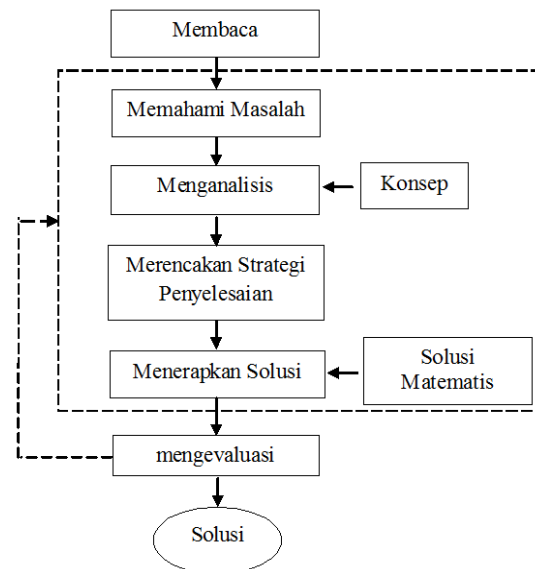 Membaca
Memahami Masalah
Menganalisis
Konsep
Merencakan Strategi
Penyelesaian
Menerapkan Solusi
Solusi
Matematis
mengevaluasi
Solusi